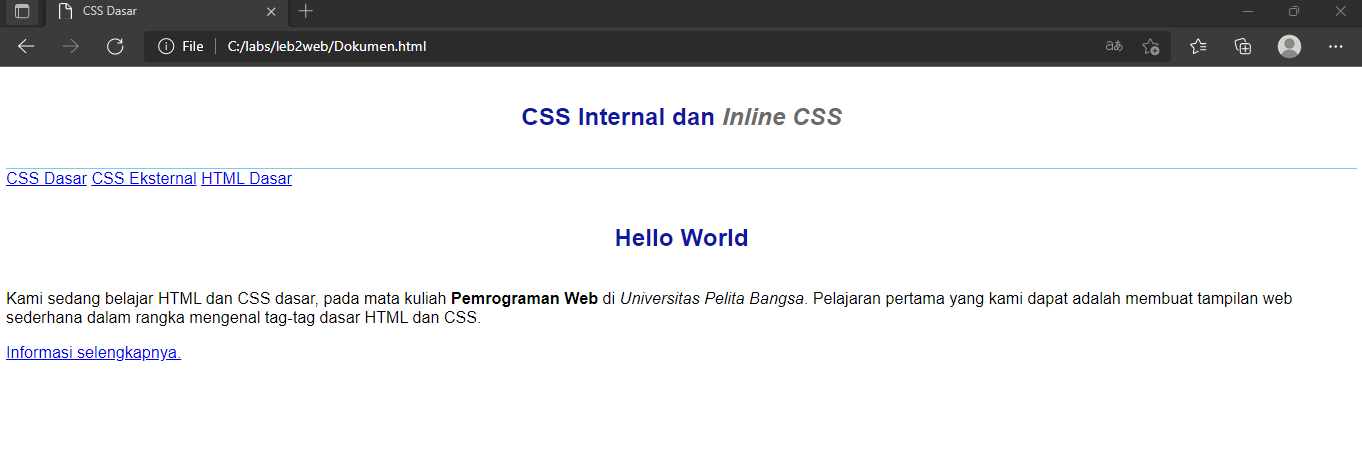 CSS Dasar
File
C:/labs/leb2web/Dokumen.html
aあ
CSS Internal dan Inline CSS
CSS Dasar CSS Eksternal HTML Dasar
Hello World
Kami sedang belajar HTML dan CSS dasar, pada mata kuliah Pemrograman Web di Universitas Pelita Bangsa. Pelajaran pertama yang kami dapat adalah membuat tampilan web
sederhana dalam rangka mengenal tag-tag dasar HTML dan CSS.
Informasi selengkapnya.